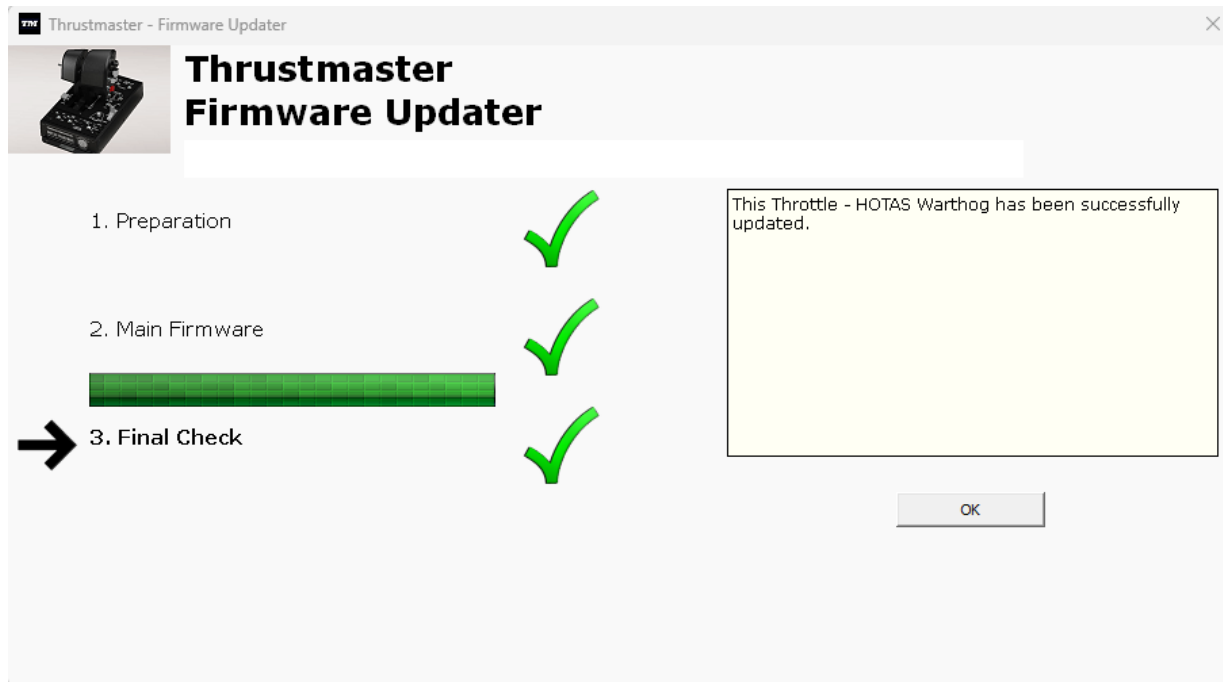 Thrustmaster - Firmware Updater
Thrustmaster
Firmware Updater
1. Preparation
2. Main Firmware
3. Final Check
This Throttle - HOTAS Warthog has been successfully
updated.
OK